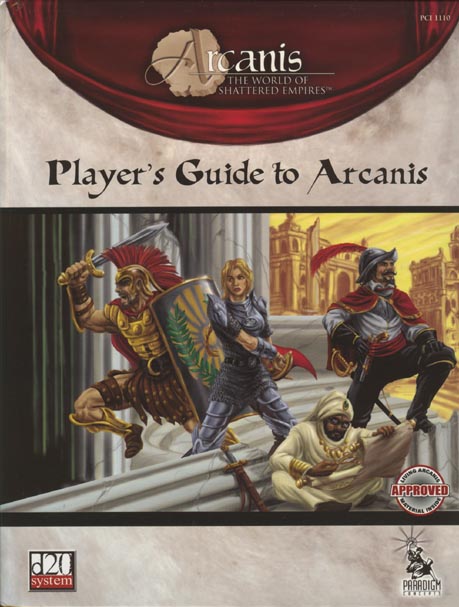 PCI 1110
Arcanis
THE WORLD OF
SHATTERED EMPIRES™
Player's Guide to Arcanis
LIVING ARCANIS
APPROVED
MATERIAL INSIDE
d20
system
PARADIGM
CONCEPTS